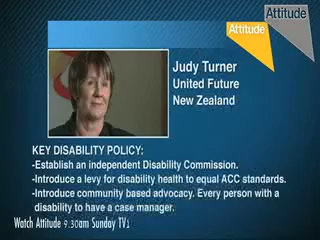 Attitude
Attitude
Judy Turner
United Future
New Zealand
KEY DISABILITY POLICY:
-Establish an independent Disability Commission.
-Introduce a levy for disability health to equal ACC standards.
-Introduce community based advocacy. Every person with a
disability to have a case manager.
Watch Attitude 9.30am Sunday TV1